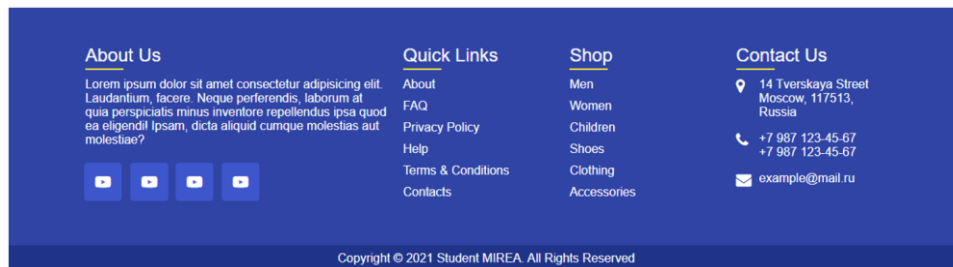 About Us
Lorem ipsum dolor sit amet consectetur adipisicing elit.
Laudantium, facere. Neque perferendis, laborum at
quia perspiciatis minus inventore repellendus ipsa quod
ea eligendi! Ipsam, dicta aliquid cumque molestias aut
molestiae?
Quick Links
About
FAQ
Privacy Policy
Help
Terms & Conditions
Contacts
Shop
Men
Women
Children
Shoes
Clothing
Accessories
Contact Us
14 Tverskaya Street
Moscow, 117513,
Russia
+7 987 123-45-67
+7 987 123-45-67
example@mail.ru
Copyright © 2021 Student MIREA. All Rights Reserved